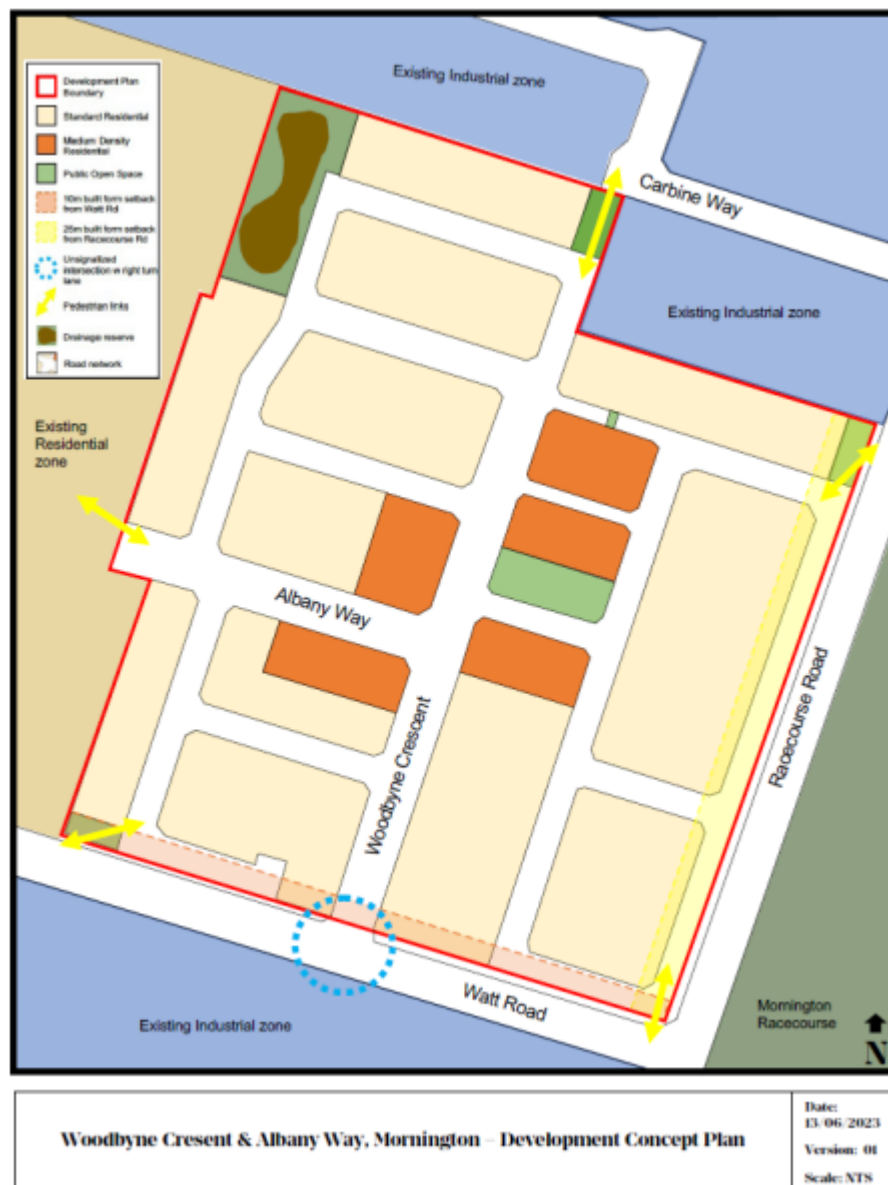 Existing Industrial zone
Development Plan
Boundary
Standard Residential
Medium Density
Residential
Public Open Space
10m built form setback
from Watt Rd
25m built form setback
from Racecourse Rd
Unsignalized
intersection w right turn
lane
Pedestrian links
Drainage reserve
Road network
Carbine Way
Existing Industrial zone
Existing
Residential
zone
Albany Way
Woodbyne Crescent
Racecourse Road
Watt Road
Existing Industrial zone
Mornington
Racecourse
N
Woodbyne Cresent & Albany Way, Mornington – Development Concept Plan
Date:
13/06/2023
Version: 01
Scale: NTS